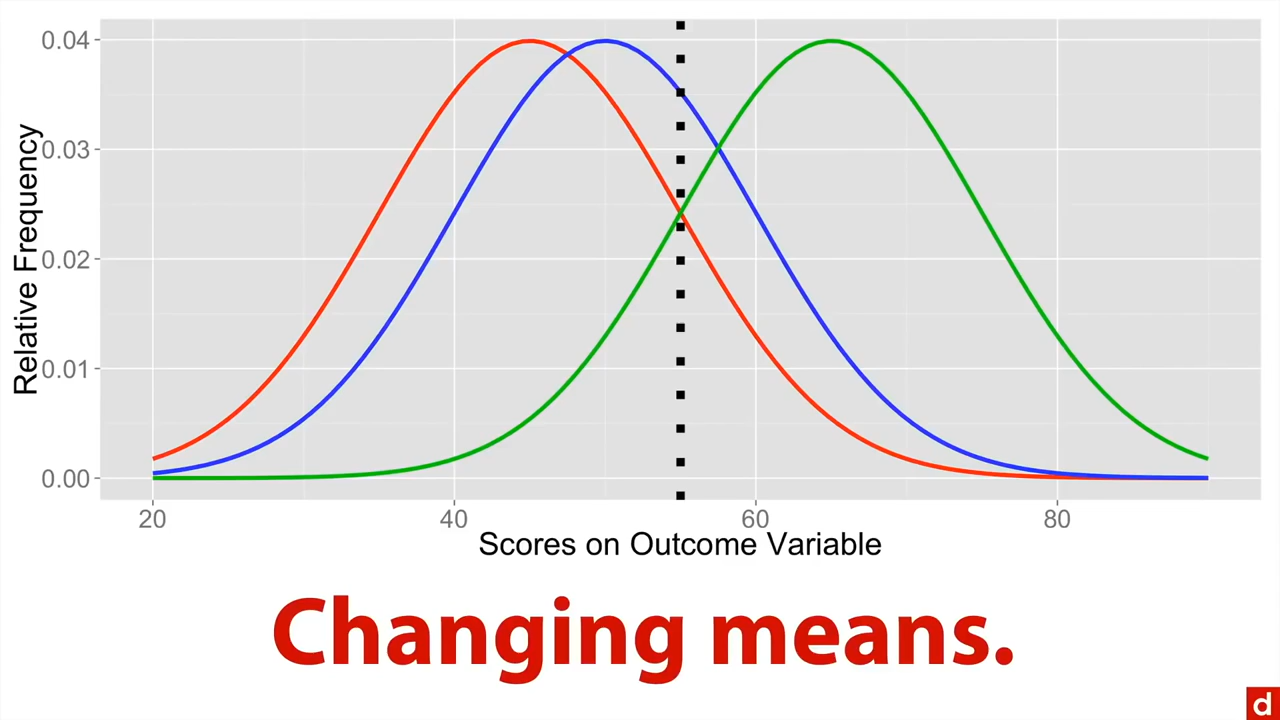 0.04
0.03
0.02
0.01
0.00
Relative Frequency
20 40 60 80
Scores on Outcome Variable
Changing means.
d